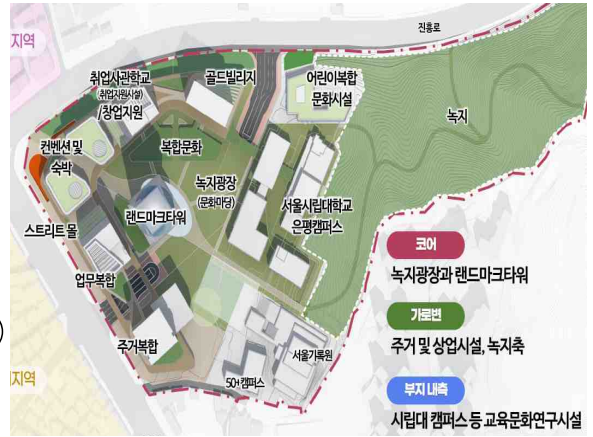 지역
진흥로
취업사관학교
(취업지원시설)
/창업지원
골드빌리지
어린이복합
문화시설
녹지
컨벤션 및
숙박
복합문화
녹지광장
(문화마당)
서울시립대학교
은평캠퍼스
랜드마크타워
스트리트 몰
업무복합
주거복합
50+캠퍼스
서울기록원
)
지역
코어
녹지광장과 랜드마크타워
가로변
주거 및 상업시설, 녹지축
부지 내측
시립대 캠퍼스 등 교육문화연구시설